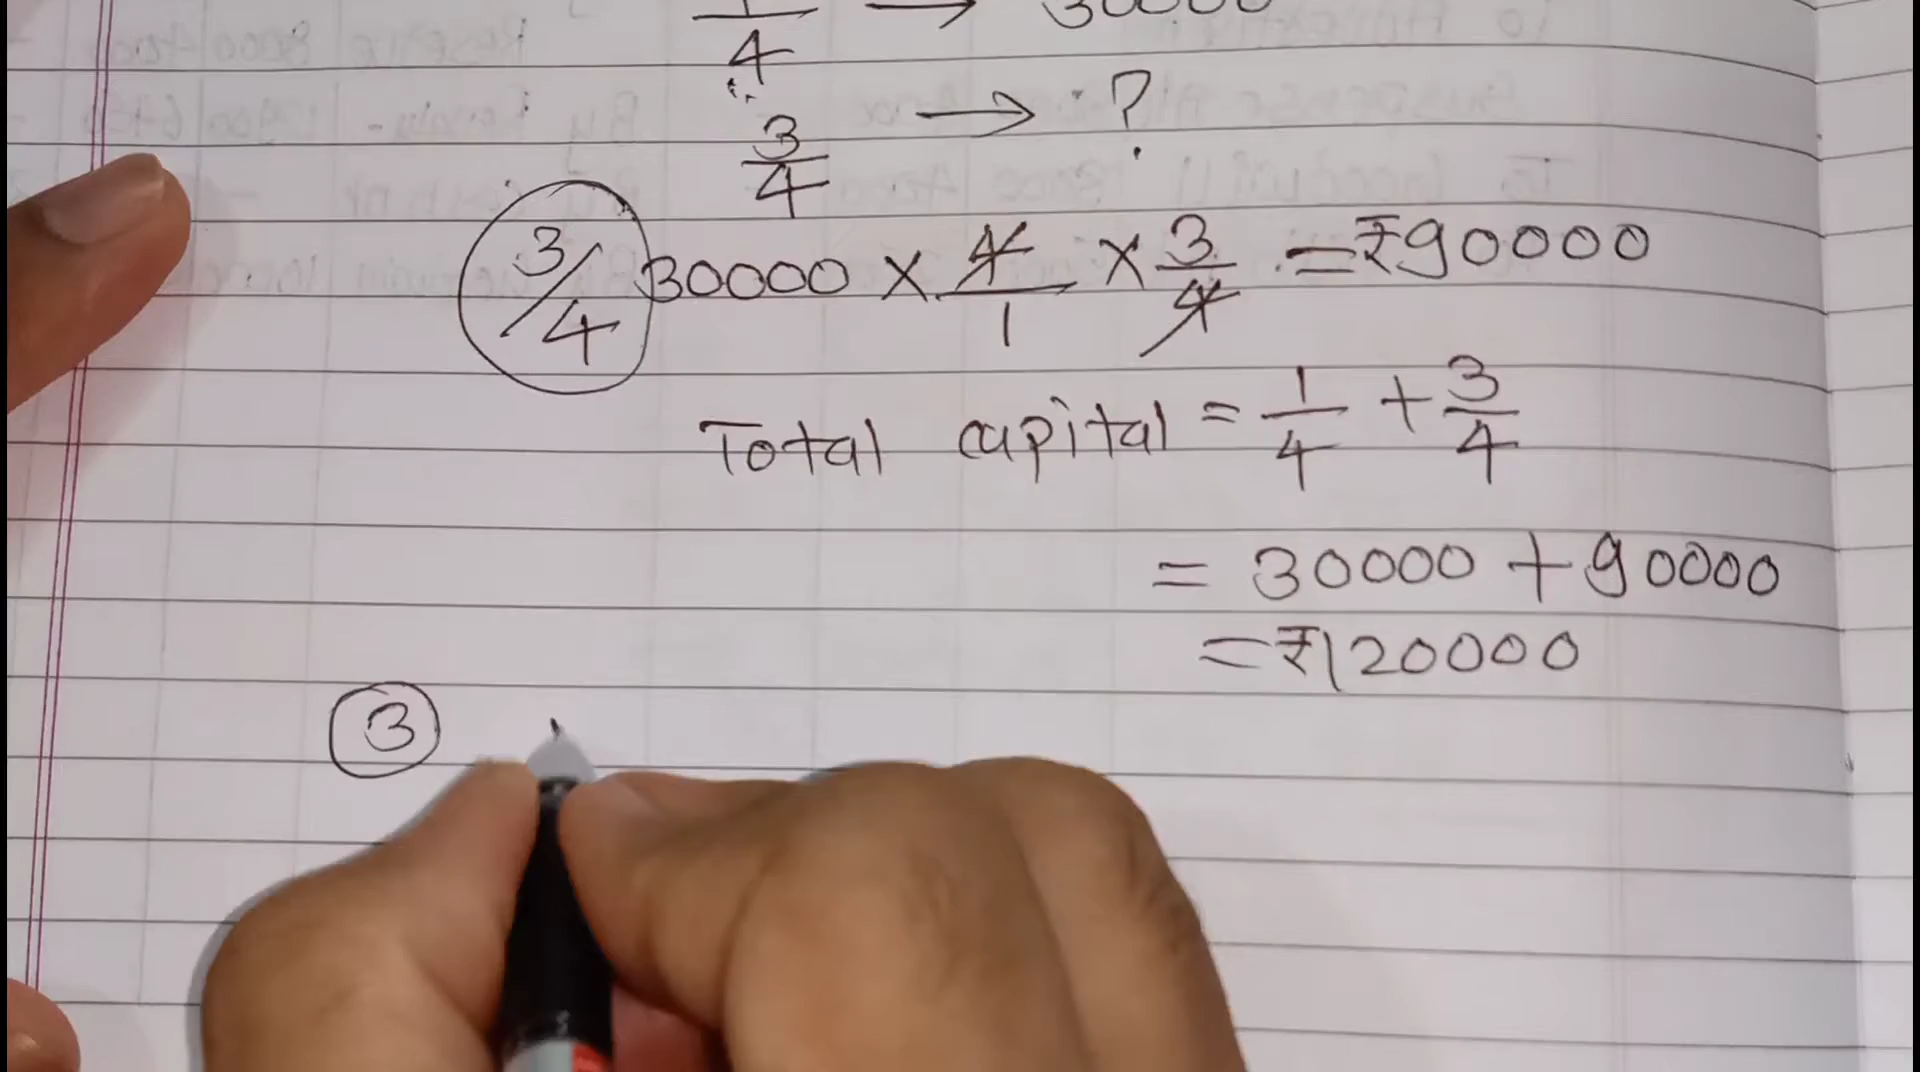 1/4 → 30000
3/4 → ?
3/4 30000 × 4/1 × 3/4 = ₹90000
Total capital = 1/4 + 3/4
= 30000 + 90000
= ₹120000
3